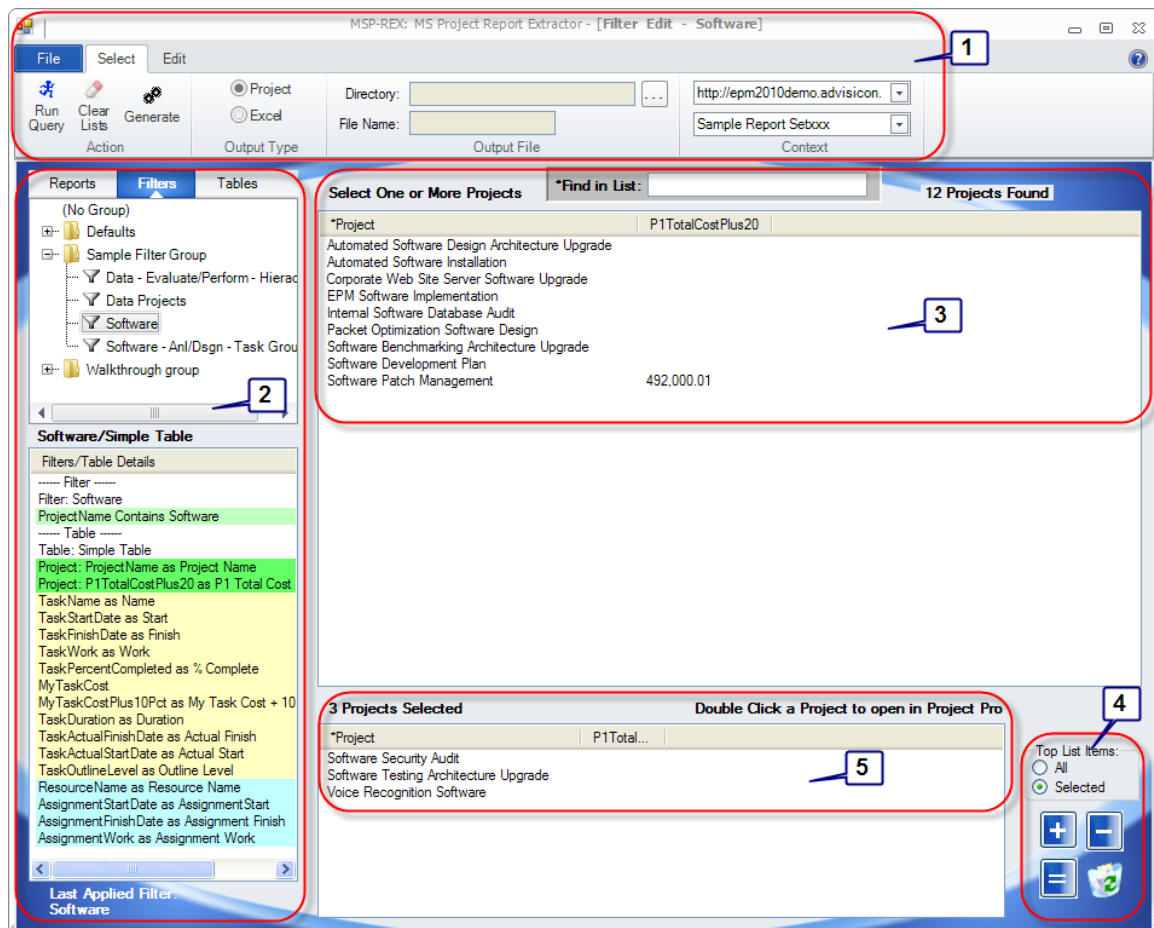 MSP-REX: MS Project Report Extractor - [Filter Edit - Software]
File Select Edit
1
Run Query
Clear Lists
Generate
Action
Project
Excel
Output Type
Directory:
...
File Name:
Output File
http://epm2010demo.advisicon.
Sample Report Setxxx
Context
Reports Filters Tables
(No Group)
Defaults
Sample Filter Group
Data - Evaluate/Perform - Hierac
Data Projects
Software
Software - Anl/Dsgn - Task Grou
Walkthrough group
2
Software/Simple Table
Filters/Table Details
------ Filter ------
Filter: Software
ProjectName Contains Software
------ Table ------
Table: Simple Table
Project: ProjectName as Project Name
Project: P1TotalCostPlus20 as P1 Total Cost
TaskName as Name
TaskStartDate as Start
TaskFinishDate as Finish
TaskWork as Work
TaskPercentCompleted as % Complete
MyTaskCost
MyTaskCostPlus10Pct as My Task Cost + 10
TaskDuration as Duration
TaskActualFinishDate as Actual Finish
TaskActualStartDate as Actual Start
TaskOutlineLevel as Outline Level
ResourceName as Resource Name
AssignmentStartDate as AssignmentStart
AssignmentFinishDate as Assignment Finish
AssignmentWork as Assignment Work
Last Applied Filter:
Software
Select One or More Projects *Find in List: 12 Projects Found
*Project P1TotalCostPlus20
Automated Software Design Architecture Upgrade
Automated Software Installation
Corporate Web Site Server Software Upgrade
EPM Software Implementation
Internal Software Database Audit
Packet Optimization Software Design
Software Benchmarking Architecture Upgrade
Software Development Plan
Software Patch Management 492,000.01
3
3 Projects Selected Double Click a Project to open in Project Pro
*Project P1Total...
Software Security Audit
Software Testing Architecture Upgrade
Voice Recognition Software
5
4
Top List Items:
All
Selected